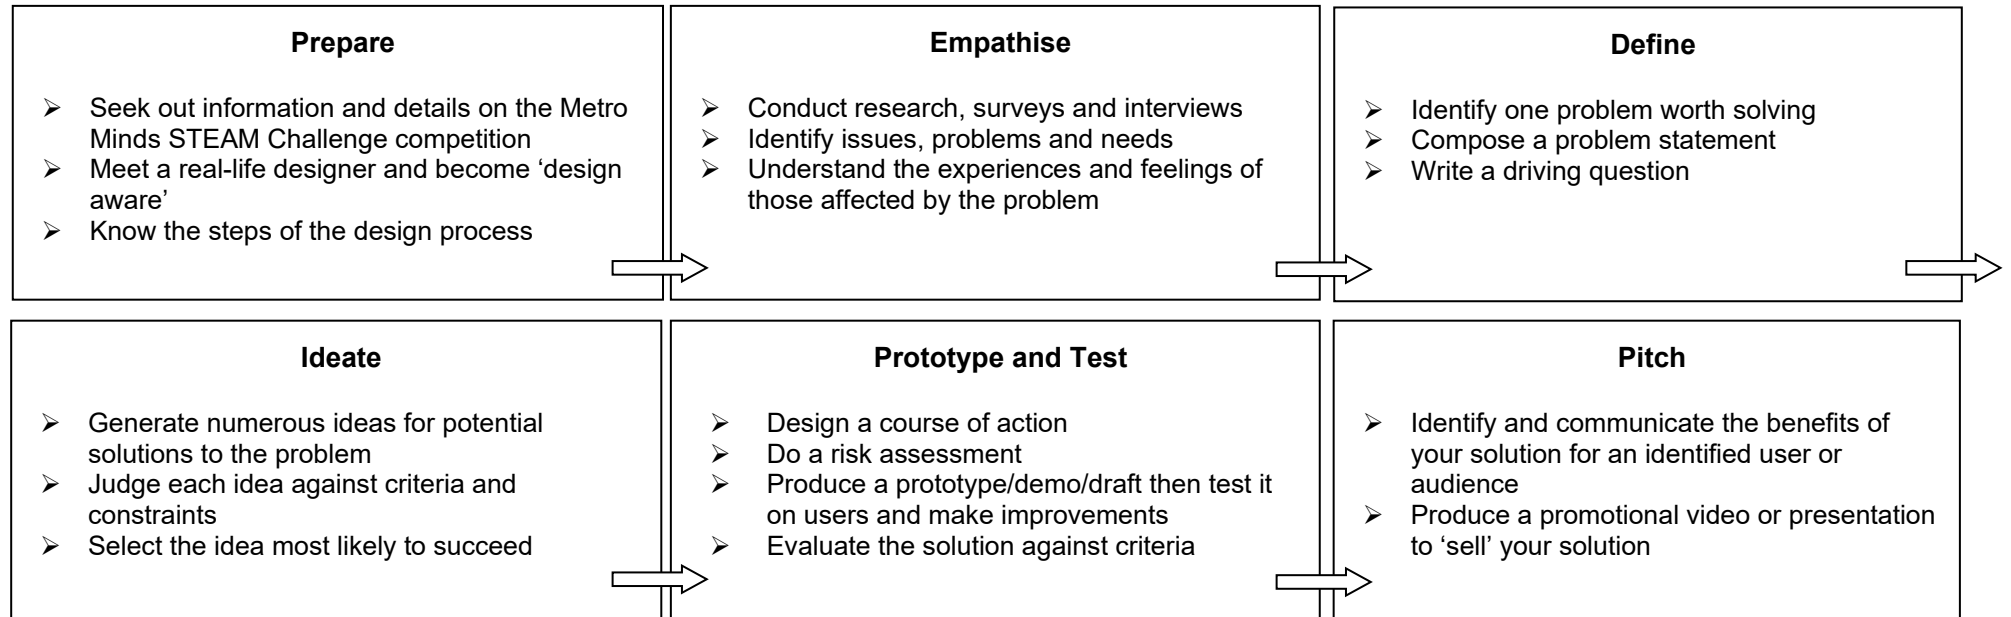 Prepare
➢ Seek out information and details on the Metro
Minds STEAM Challenge competition
➢ Meet a real-life designer and become ‘design
aware’
➢ Know the steps of the design process
Empathise
➢ Conduct research, surveys and interviews
➢ Identify issues, problems and needs
➢ Understand the experiences and feelings of
those affected by the problem
Define
➢ Identify one problem worth solving
➢ Compose a problem statement
➢ Write a driving question
Ideate
➢ Generate numerous ideas for potential
solutions to the problem
➢ Judge each idea against criteria and
constraints
➢ Select the idea most likely to succeed
Prototype and Test
➢ Design a course of action
➢ Do a risk assessment
➢ Produce a prototype/demo/draft then test it
on users and make improvements
➢ Evaluate the solution against criteria
Pitch
➢ Identify and communicate the benefits of
your solution for an identified user or
audience
➢ Produce a promotional video or presentation
to ‘sell’ your solution